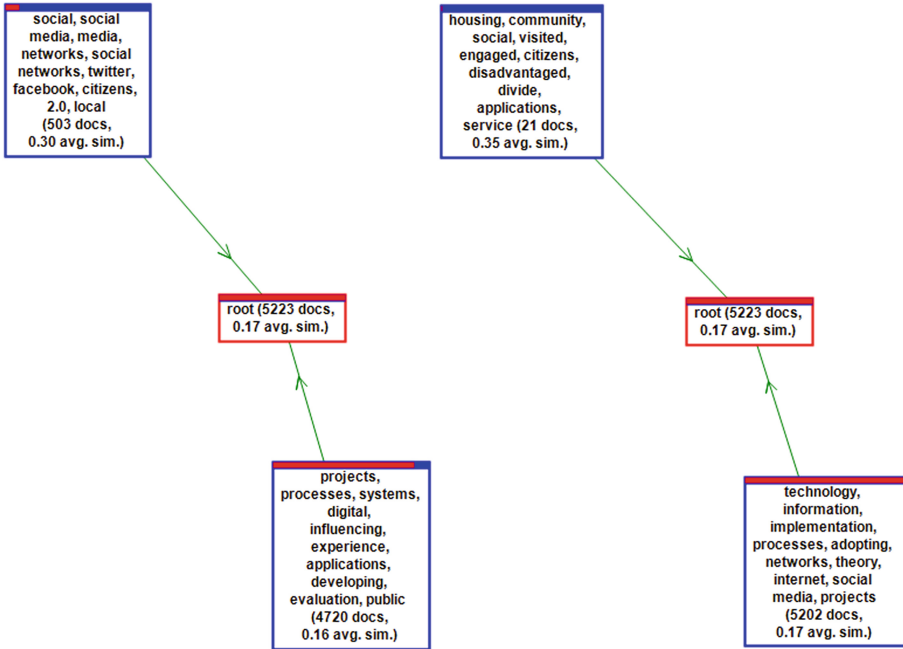 social, social
media, media,
networks, social
networks, twitter,
facebook, citizens,
2.0, local
(503 docs,
0.30 avg. sim.)
housing, community,
social, visited,
engaged, citizens,
disadvantaged,
divide,
applications,
service (21 docs,
0.35 avg. sim.)
root (5223 docs,
0.17 avg. sim.)
root (5223 docs,
0.17 avg. sim.)
projects,
processes, systems,
digital,
influencing,
experience,
applications,
developing,
evaluation, public
(4720 docs,
0.16 avg. sim.)
technology,
information,
implementation,
processes, adopting,
networks, theory,
internet, social
media, projects
(5202 docs,
0.17 avg. sim.)